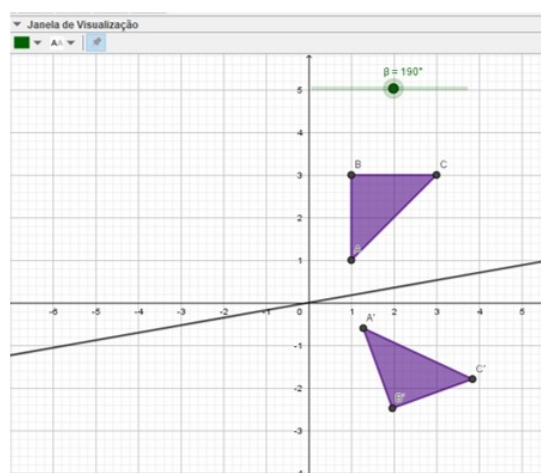 Janela de Visualização
AA
β = 190°
5
4
B
C
3
2
A
1
-6 -5 -4 -3 -2 -1 0 1 2 3 4 5
A'
-1
C'
-2
B'
-3
-4